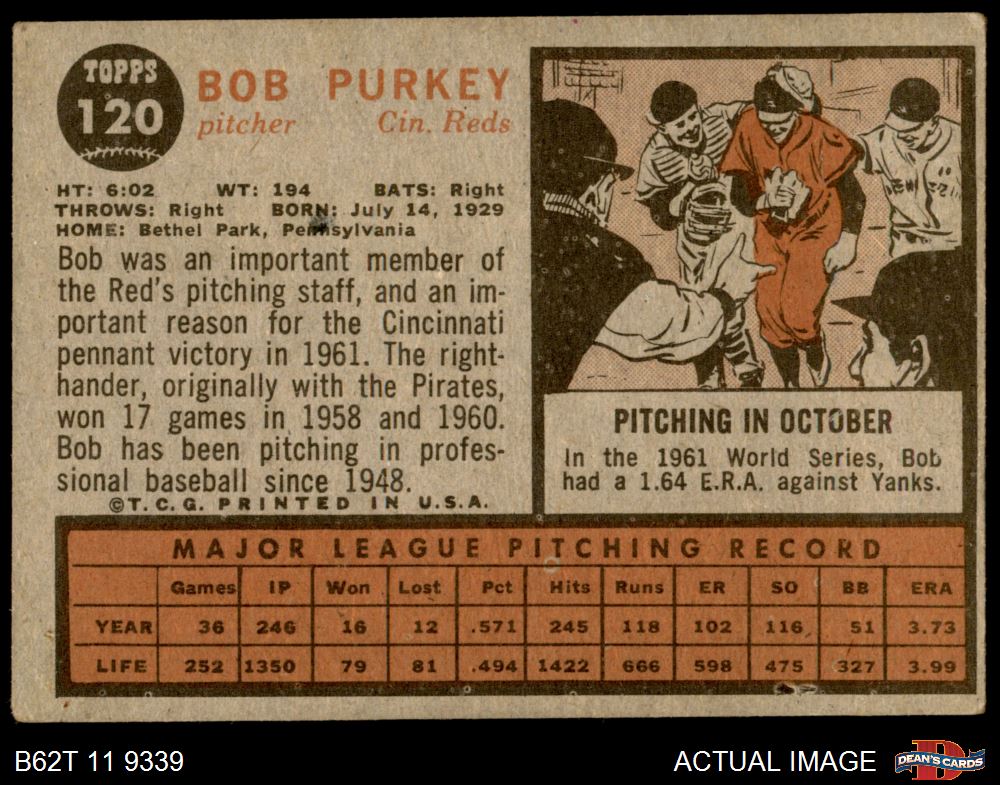 TOPPS
120
BOB PURKEY
pitcher Cin. Reds
HT: 6:02 WT: 194 BATS: Right
THROWS: Right BORN: July 14, 1929
HOME: Bethel Park, Pennsylvania
Bob was an important member of
the Red's pitching staff, and an im-
portant reason for the Cincinnati
pennant victory in 1961. The right-
hander, originally with the Pirates,
won 17 games in 1958 and 1960.
Bob has been pitching in profes-
sional baseball since 1948.
©T.C.G. PRINTED IN U.S.A.
PITCHING IN OCTOBER
In the 1961 World Series, Bob
had a 1.64 E.R.A. against Yanks.
MAJOR LEAGUE PITCHING RECORD
Games IP Won Lost Pct Hits Runs ER SO BB ERA
YEAR 36 246 16 12 .571 245 118 102 116 51 3.73
LIFE 252 1350 79 81 .494 1422 666 598 475 327 3.99
B62T 11 9339
ACTUAL IMAGE
DEAN'S CARDS